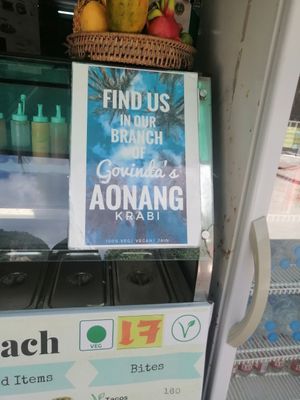 FIND US
IN OUR
BRANCH
OF
Govinda's
AONANG
KRABI
100% VEG| VEGAN| JAIN
ach
VEG
17
V
d Items
Bites
Tacos
160